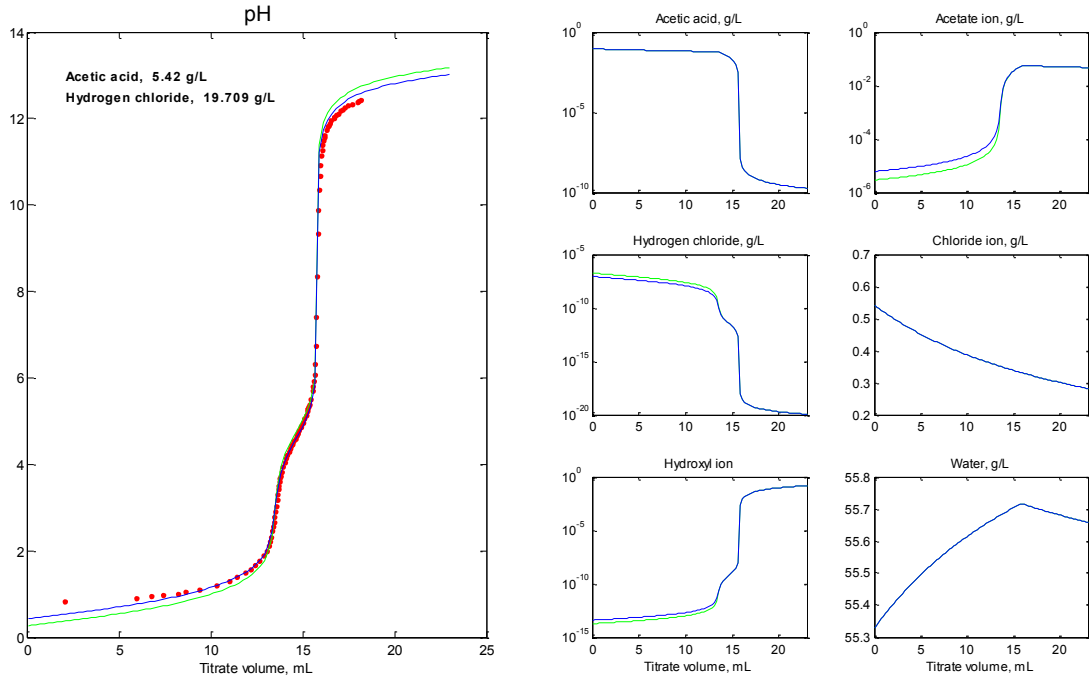 pH
14
12
10
8
6
4
2
0
Acetic acid, 5.42 g/L
Hydrogen chloride, 19.709 g/L
0 5 10 15 20 25
Titrate volume, mL
Acetic acid, g/L
10^0
10^-5
10^-10
0 5 10 15 20
Acetate ion, g/L
10^0
10^-2
10^-4
10^-6
0 5 10 15 20
Hydrogen chloride, g/L
10^-5
10^-10
10^-15
10^-20
0 5 10 15 20
Chloride ion, g/L
0.7
0.6
0.5
0.4
0.3
0.2
0 5 10 15 20
Hydroxyl ion
10^0
10^-5
10^-10
10^-15
0 5 10 15 20
Titrate volume, mL
Water, g/L
55.8
55.7
55.6
55.5
55.4
55.3
0 5 10 15 20
Titrate volume, mL